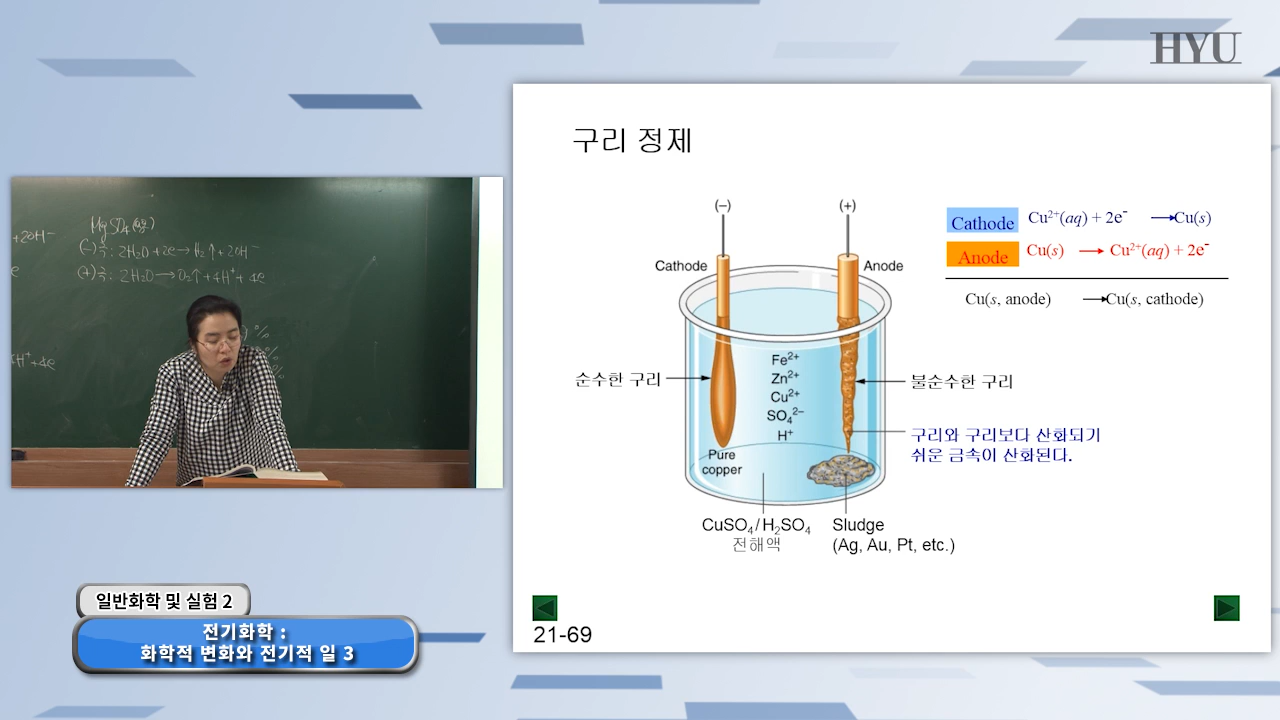 HYU
구리 정제
(–)
(+)
Cathode
Anode
Cathode Cu²⁺(aq) + 2e⁻ → Cu(s)
Anode Cu(s) → Cu²⁺(aq) + 2e⁻
Cu(s, anode) → Cu(s, cathode)
Fe²⁺
Zn²⁺
Cu²⁺
SO₄²⁻
H⁺
순수한 구리
불순수한 구리
구리와 구리보다 산화되기
쉬운 금속이 산화된다.
Pure
copper
CuSO₄/H₂SO₄
전해액
Sludge
(Ag, Au, Pt, etc.)
21-69
MgSO₄(aq)
(-)극: 2H₂O + 2e → H₂↑ + 2OH⁻
(+)극: 2H₂O → O₂↑ + 4H⁺ + 4e
+2OH⁻
e
H⁺+4e
%
%
%
일반화학 및 실험 2
전기화학 :
화학적 변화와 전기적 일 3